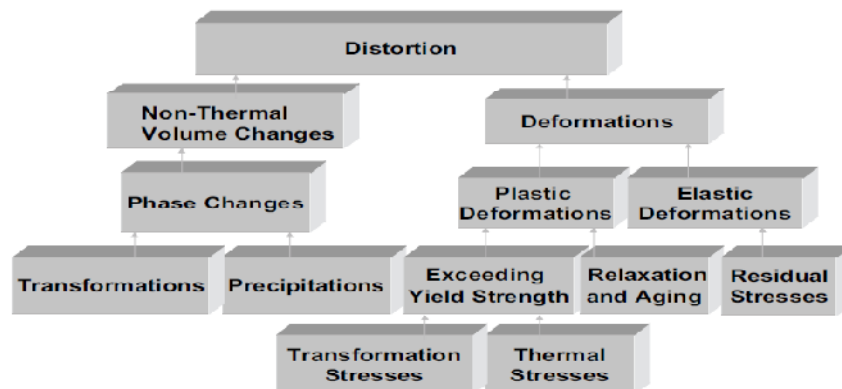 Distortion
Non-Thermal
Volume Changes
Deformations
Phase Changes
Plastic
Deformations
Elastic
Deformations
Transformations
Precipitations
Exceeding
Yield Strength
Relaxation
and Aging
Residual
Stresses
Transformation
Stresses
Thermal
Stresses